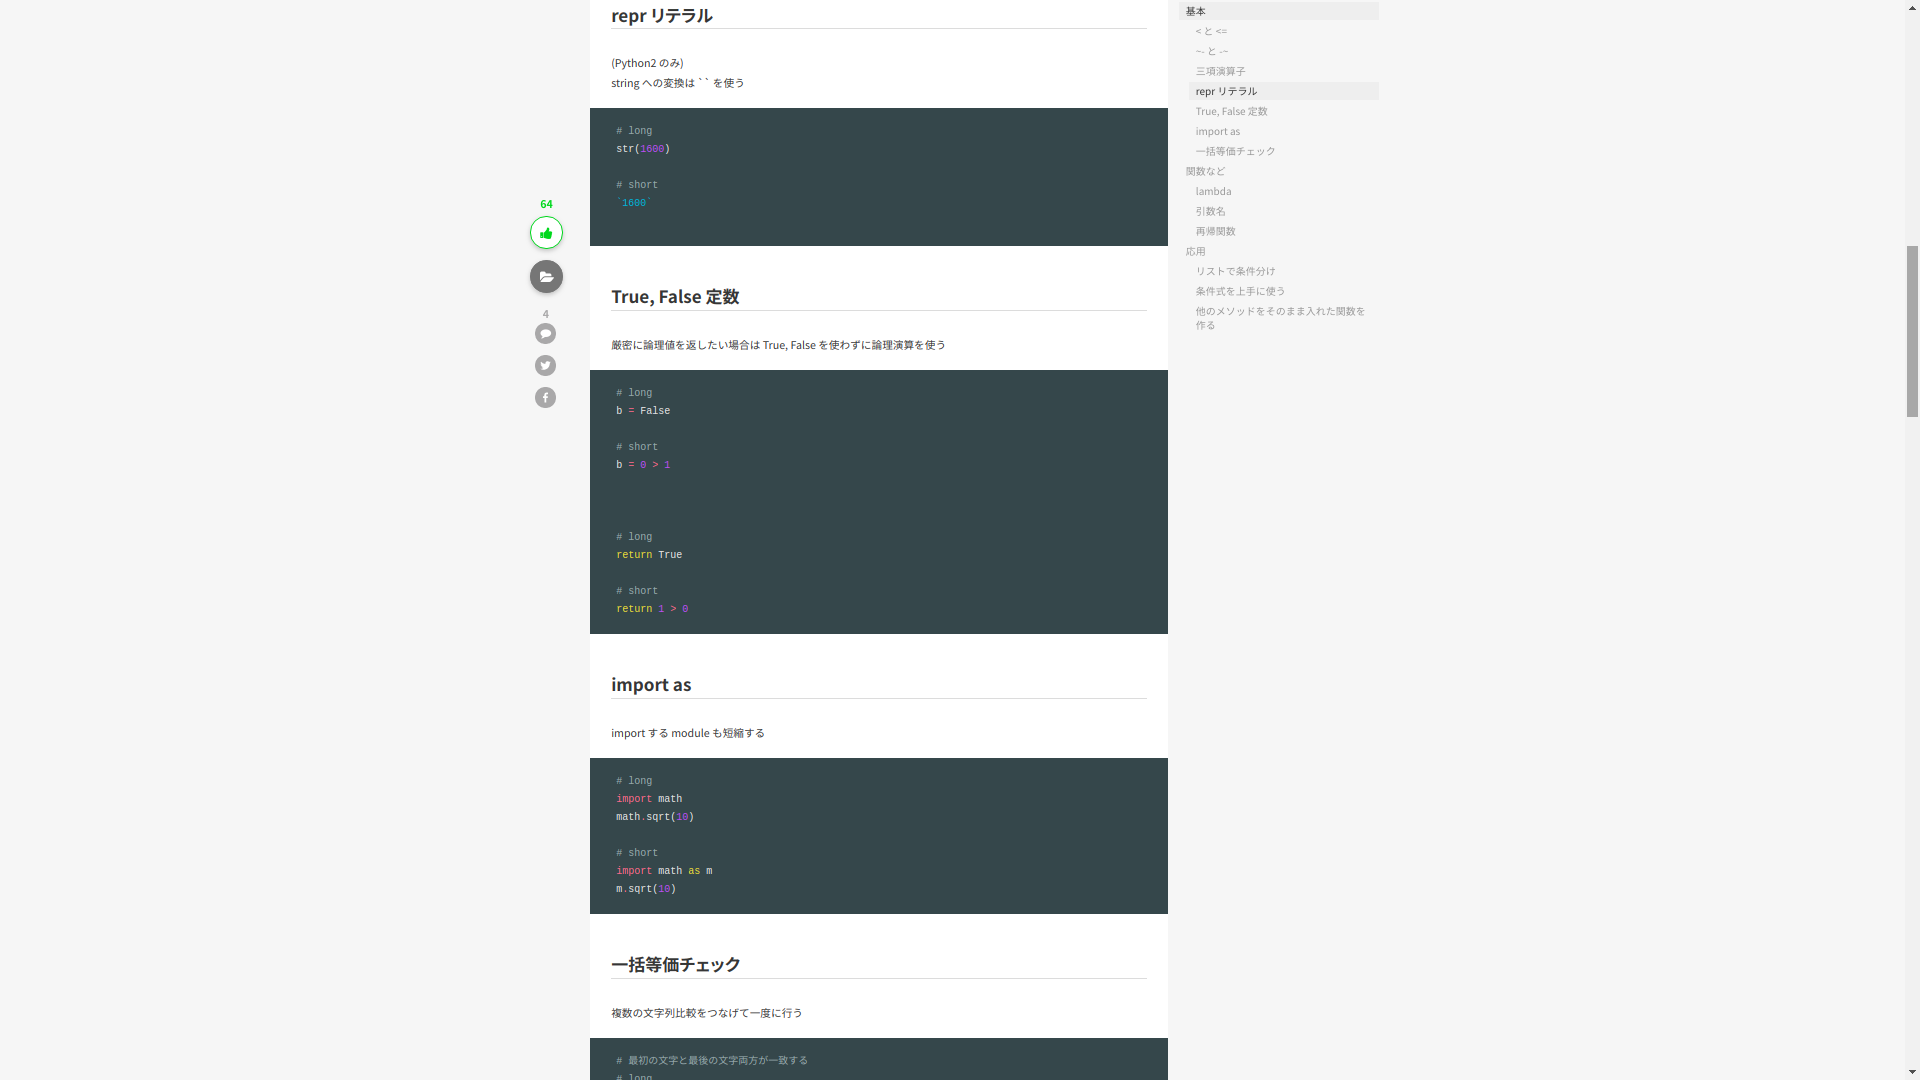 repr リテラル
(Python2 のみ)
string への変換は `` を使う
# long
str(1600)
# short
`1600`
64
4
True, False 定数
厳密に論理値を返したい場合は True, False を使わずに論理演算を使う
# long
b = False
# short
b = 0 > 1
# long
return True
# short
return 1 > 0
import as
import する module も短縮する
# long
import math
math.sqrt(10)
# short
import math as m
m.sqrt(10)
一括等価チェック
複数の文字列比較をつなげて一度に行う
# 最初の文字と最後の文字両方が一致する
# long
基本
< と <=
~- と -~
三項演算子
repr リテラル
True, False 定数
import as
一括等価チェック
関数など
lambda
引数名
再帰関数
応用
リストで条件分け
条件式を上手に使う
他のメソッドをそのまま入れた関数を
作る